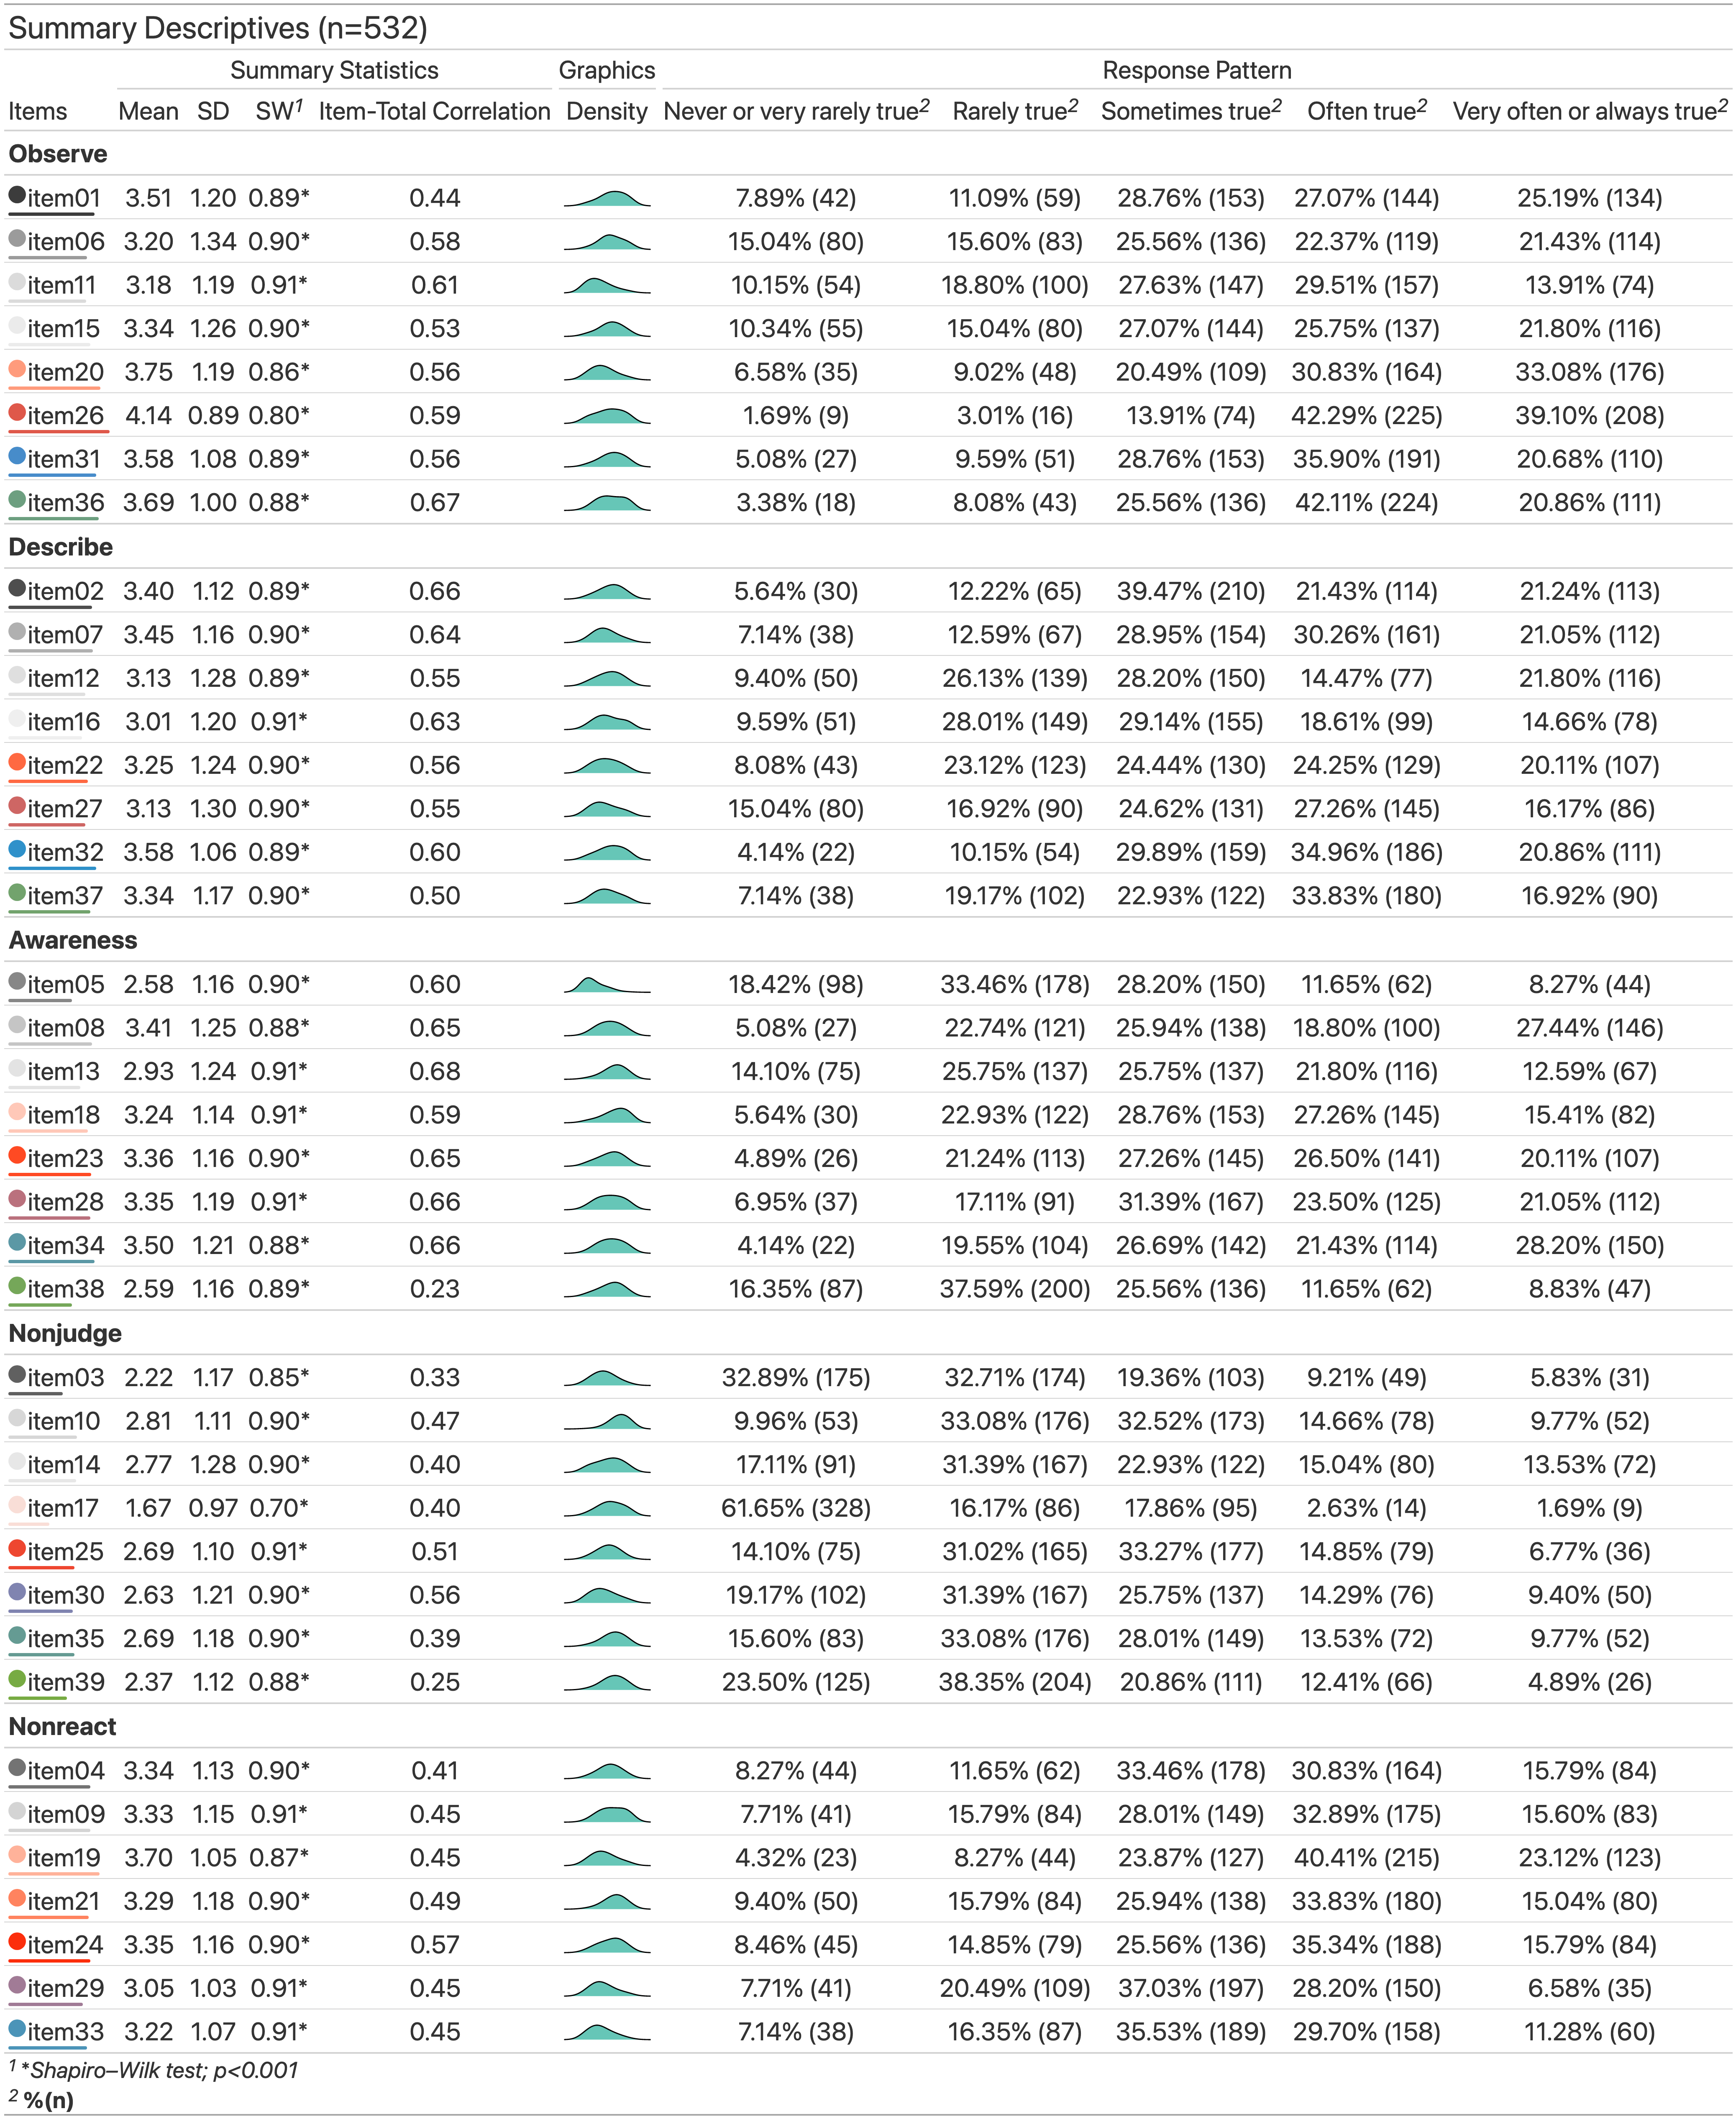 Summary Descriptives (n=532)
Summary Statistics Graphics Response Pattern
Items Mean SD SW1 Item-Total Correlation Density Never or very rarely true2 Rarely true2 Sometimes true2 Often true2 Very often or always true2
Observe
item01 3.51 1.20 0.89* 0.44 7.89% (42) 11.09% (59) 28.76% (153) 27.07% (144) 25.19% (134)
item06 3.20 1.34 0.90* 0.58 15.04% (80) 15.60% (83) 25.56% (136) 22.37% (119) 21.43% (114)
item11 3.18 1.19 0.91* 0.61 10.15% (54) 18.80% (100) 27.63% (147) 29.51% (157) 13.91% (74)
item15 3.34 1.26 0.90* 0.53 10.34% (55) 15.04% (80) 27.07% (144) 25.75% (137) 21.80% (116)
item20 3.75 1.19 0.86* 0.56 6.58% (35) 9.02% (48) 20.49% (109) 30.83% (164) 33.08% (176)
item26 4.14 0.89 0.80* 0.59 1.69% (9) 3.01% (16) 13.91% (74) 42.29% (225) 39.10% (208)
item31 3.58 1.08 0.89* 0.56 5.08% (27) 9.59% (51) 28.76% (153) 35.90% (191) 20.68% (110)
item36 3.69 1.00 0.88* 0.67 3.38% (18) 8.08% (43) 25.56% (136) 42.11% (224) 20.86% (111)
Describe
item02 3.40 1.12 0.89* 0.66 5.64% (30) 12.22% (65) 39.47% (210) 21.43% (114) 21.24% (113)
item07 3.45 1.16 0.90* 0.64 7.14% (38) 12.59% (67) 28.95% (154) 30.26% (161) 21.05% (112)
item12 3.13 1.28 0.89* 0.55 9.40% (50) 26.13% (139) 28.20% (150) 14.47% (77) 21.80% (116)
item16 3.01 1.20 0.91* 0.63 9.59% (51) 28.01% (149) 29.14% (155) 18.61% (99) 14.66% (78)
item22 3.25 1.24 0.90* 0.56 8.08% (43) 23.12% (123) 24.44% (130) 24.25% (129) 20.11% (107)
item27 3.13 1.30 0.90* 0.55 15.04% (80) 16.92% (90) 24.62% (131) 27.26% (145) 16.17% (86)
item32 3.58 1.06 0.89* 0.60 4.14% (22) 10.15% (54) 29.89% (159) 34.96% (186) 20.86% (111)
item37 3.34 1.17 0.90* 0.50 7.14% (38) 19.17% (102) 22.93% (122) 33.83% (180) 16.92% (90)
Awareness
item05 2.58 1.16 0.90* 0.60 18.42% (98) 33.46% (178) 28.20% (150) 11.65% (62) 8.27% (44)
item08 3.41 1.25 0.88* 0.65 5.08% (27) 22.74% (121) 25.94% (138) 18.80% (100) 27.44% (146)
item13 2.93 1.24 0.91* 0.68 14.10% (75) 25.75% (137) 25.75% (137) 21.80% (116) 12.59% (67)
item18 3.24 1.14 0.91* 0.59 5.64% (30) 22.93% (122) 28.76% (153) 27.26% (145) 15.41% (82)
item23 3.36 1.16 0.90* 0.65 4.89% (26) 21.24% (113) 27.26% (145) 26.50% (141) 20.11% (107)
item28 3.35 1.19 0.91* 0.66 6.95% (37) 17.11% (91) 31.39% (167) 23.50% (125) 21.05% (112)
item34 3.50 1.21 0.88* 0.66 4.14% (22) 19.55% (104) 26.69% (142) 21.43% (114) 28.20% (150)
item38 2.59 1.16 0.89* 0.23 16.35% (87) 37.59% (200) 25.56% (136) 11.65% (62) 8.83% (47)
Nonjudge
item03 2.22 1.17 0.85* 0.33 32.89% (175) 32.71% (174) 19.36% (103) 9.21% (49) 5.83% (31)
item10 2.81 1.11 0.90* 0.47 9.96% (53) 33.08% (176) 32.52% (173) 14.66% (78) 9.77% (52)
item14 2.77 1.28 0.90* 0.40 17.11% (91) 31.39% (167) 22.93% (122) 15.04% (80) 13.53% (72)
item17 1.67 0.97 0.70* 0.40 61.65% (328) 16.17% (86) 17.86% (95) 2.63% (14) 1.69% (9)
item25 2.69 1.10 0.91* 0.51 14.10% (75) 31.02% (165) 33.27% (177) 14.85% (79) 6.77% (36)
item30 2.63 1.21 0.90* 0.56 19.17% (102) 31.39% (167) 25.75% (137) 14.29% (76) 9.40% (50)
item35 2.69 1.18 0.90* 0.39 15.60% (83) 33.08% (176) 28.01% (149) 13.53% (72) 9.77% (52)
item39 2.37 1.12 0.88* 0.25 23.50% (125) 38.35% (204) 20.86% (111) 12.41% (66) 4.89% (26)
Nonreact
item04 3.34 1.13 0.90* 0.41 8.27% (44) 11.65% (62) 33.46% (178) 30.83% (164) 15.79% (84)
item09 3.33 1.15 0.91* 0.45 7.71% (41) 15.79% (84) 28.01% (149) 32.89% (175) 15.60% (83)
item19 3.70 1.05 0.87* 0.45 4.32% (23) 8.27% (44) 23.87% (127) 40.41% (215) 23.12% (123)
item21 3.29 1.18 0.90* 0.49 9.40% (50) 15.79% (84) 25.94% (138) 33.83% (180) 15.04% (80)
item24 3.35 1.16 0.90* 0.57 8.46% (45) 14.85% (79) 25.56% (136) 35.34% (188) 15.79% (84)
item29 3.05 1.03 0.91* 0.45 7.71% (41) 20.49% (109) 37.03% (197) 28.20% (150) 6.58% (35)
item33 3.22 1.07 0.91* 0.45 7.14% (38) 16.35% (87) 35.53% (189) 29.70% (158) 11.28% (60)
1 *Shapiro–Wilk test; p<0.001
2 %(n)